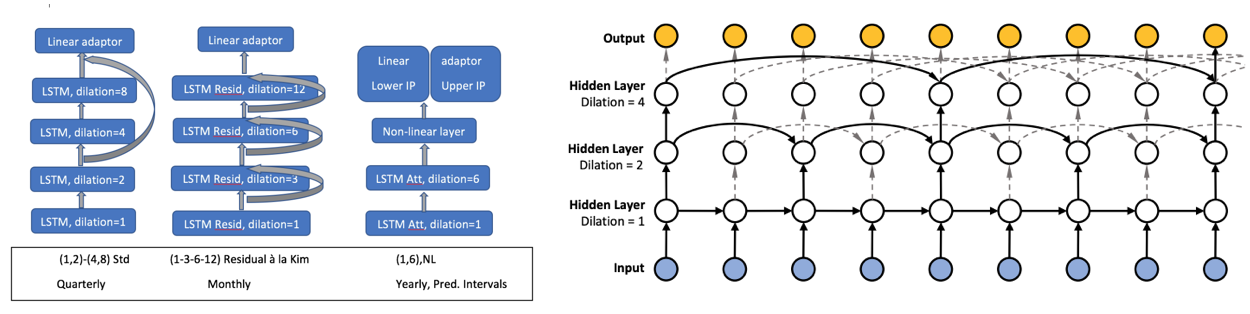 Linear adaptor
LSTM, dilation=8
LSTM, dilation=4
LSTM, dilation=2
LSTM, dilation=1
Linear adaptor
LSTM Resid, dilation=12
LSTM Resid, dilation=6
LSTM Resid, dilation=3
LSTM Resid, dilation=1
Linear adaptor
Lower IP Upper IP
Non-linear layer
LSTM Att, dilation=6
LSTM Att, dilation=1
(1,2)-(4,8) Std (1-3-6-12) Residual à la Kim (1,6),NL
Quarterly Monthly Yearly, Pred. Intervals
Output
Hidden Layer
Dilation = 4
Hidden Layer
Dilation = 2
Hidden Layer
Dilation = 1
Input